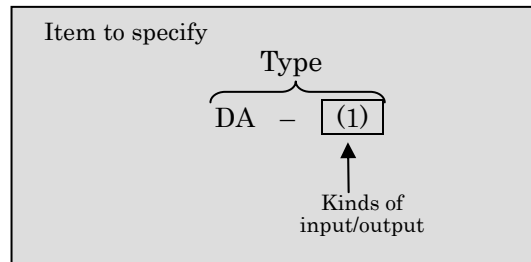 Item to specify
Type
DA – (1)
Kinds of
input/output